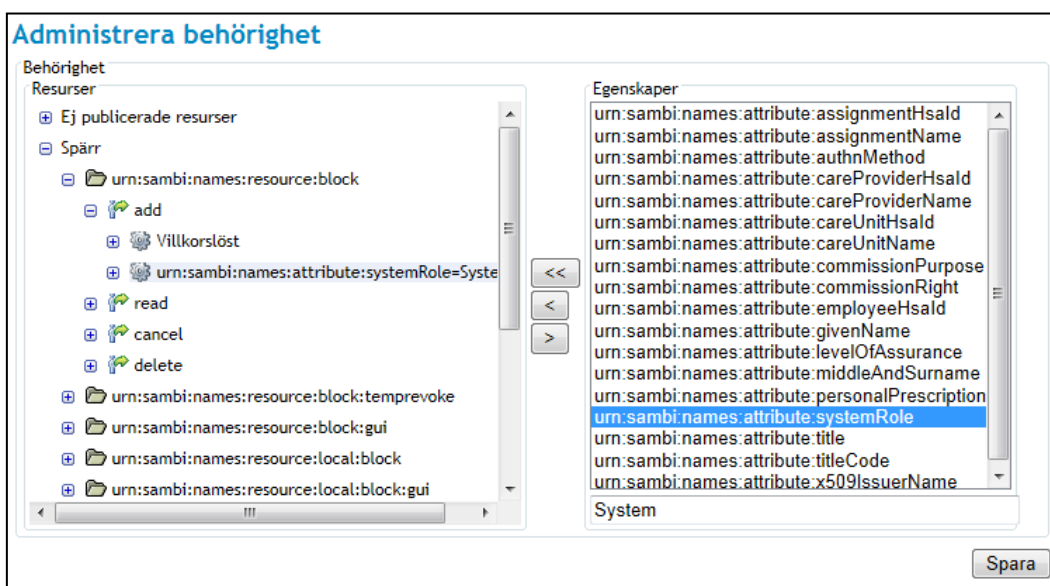 Administrera behörighet
Behörighet
Resurser
Ej publicerade resurser
Spärr
urn:sambi:names:resource:block
add
Villkorslöst
urn:sambi:names:attribute:systemRole=Syste
read
cancel
delete
urn:sambi:names:resource:block:temprevoke
urn:sambi:names:resource:block:gui
urn:sambi:names:resource:local:block
urn:sambi:names:resource:local:block:gui
<<
<
>
Egenskaper
urn:sambi:names:attribute:assignmentHsaId
urn:sambi:names:attribute:assignmentName
urn:sambi:names:attribute:authnMethod
urn:sambi:names:attribute:careProviderHsaId
urn:sambi:names:attribute:careProviderName
urn:sambi:names:attribute:careUnitHsaId
urn:sambi:names:attribute:careUnitName
urn:sambi:names:attribute:commissionPurpose
urn:sambi:names:attribute:commissionRight
urn:sambi:names:attribute:employeeHsaId
urn:sambi:names:attribute:givenName
urn:sambi:names:attribute:levelOfAssurance
urn:sambi:names:attribute:middleAndSurname
urn:sambi:names:attribute:personalPrescription
urn:sambi:names:attribute:systemRole
urn:sambi:names:attribute:title
urn:sambi:names:attribute:titleCode
urn:sambi:names:attribute:x509IssuerName
System
Spara